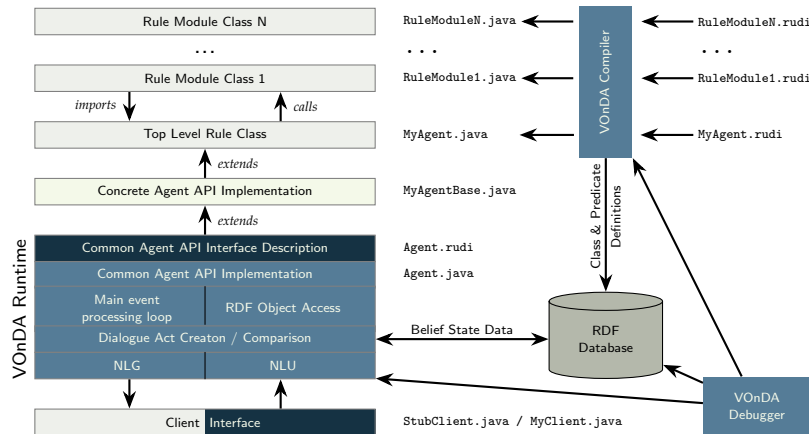 Rule Module Class N
RuleModuleN.java
RuleModuleN.rudi
...
...
...
Rule Module Class 1
RuleModule1.java
RuleModule1.rudi
VOnDA Compiler
imports
calls
Top Level Rule Class
MyAgent.java
MyAgent.rudi
extends
Concrete Agent API Implementation
MyAgentBase.java
Class & Predicate
Definitions
extends
VOnDA Runtime
Common Agent API Interface Description
Agent.rudi
Common Agent API Implementation
Agent.java
Main event
processing loop
RDF Object Access
Dialogue Act Creaton / Comparison
Belief State Data
RDF
Database
NLG
NLU
VOnDA
Debugger
Client Interface
StubClient.java / MyClient.java